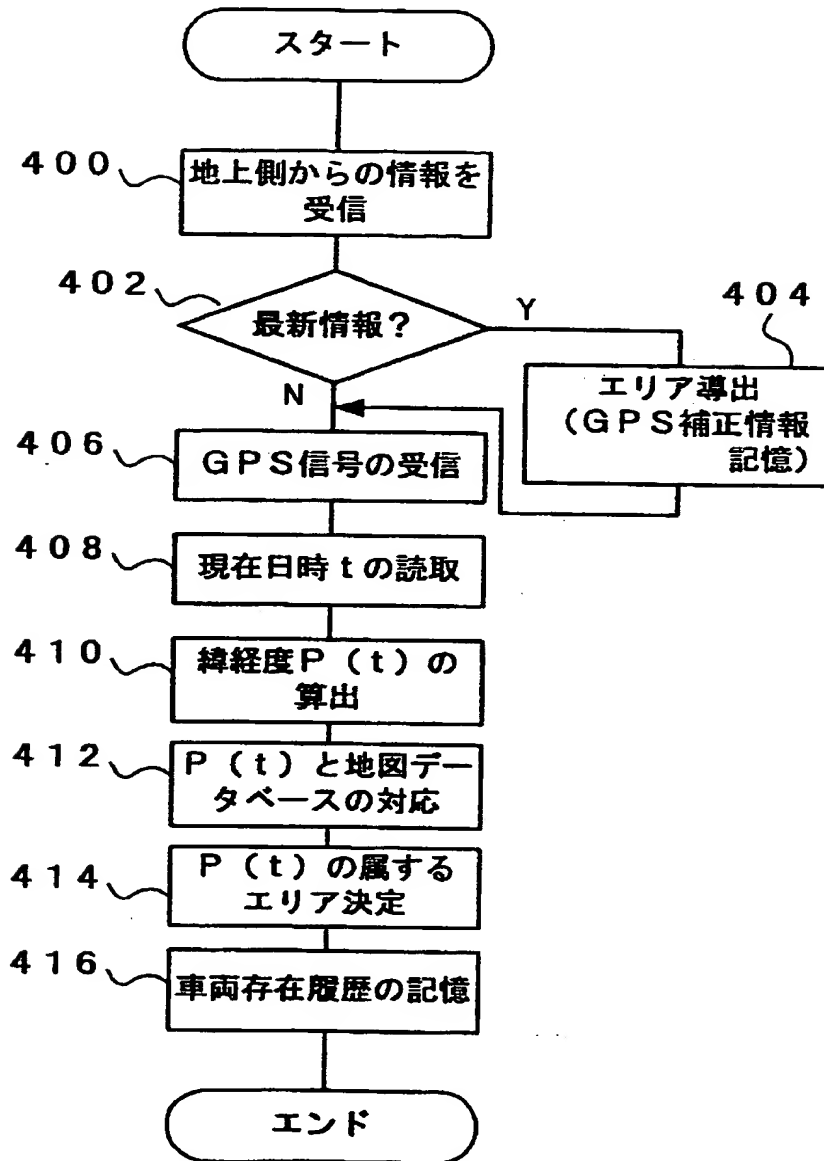 スタート
400
地上側からの情報を
受信
402
最新情報?
Y
N
404
エリア導出
(GPS補正情報
記憶)
406
GPS信号の受信
408
現在日時tの読取
410
緯経度P(t)の
算出
412
P(t)と地図デー
タベースの対応
414
P(t)の属する
エリア決定
416
車両存在履歴の記憶
エンド